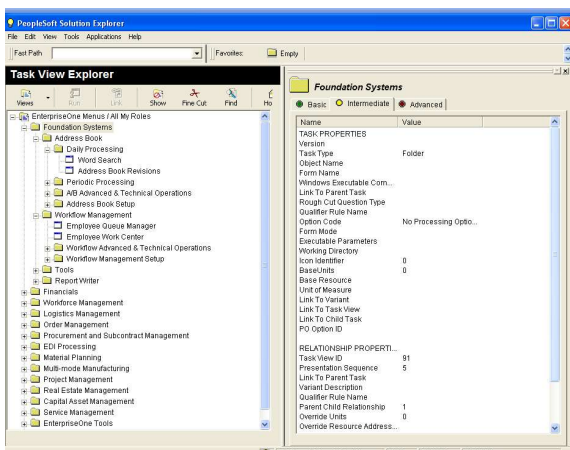 PeopleSoft Solution Explorer
File Edit View Tools Applications Help
Fast Path Favorites: Empty
Task View Explorer
Views Run Link Show Fine Cut Find Ho
EnterpriseOne Menus / All My Roles
Foundation Systems
Address Book
Daily Processing
Word Search
Address Book Revisions
Periodic Processing
A/B Advanced & Technical Operations
Address Book Setup
Workflow Management
Employee Queue Manager
Employee Work Center
Workflow Advanced & Technical Operations
Workflow Management Setup
Tools
Report Writer
Financials
Workforce Management
Logistics Management
Order Management
Procurement and Subcontract Management
EDI Processing
Material Planning
Multi-mode Manufacturing
Project Management
Real Estate Management
Capital Asset Management
Service Management
EnterpriseOne Tools
Foundation Systems
Basic Intermediate Advanced
Name Value
TASK PROPERTIES
Version
Task Type Folder
Object Name
Form Name
Windows Executable Com...
Link To Parent Task
Rough Cut Question Type
Qualifier Rule Name
Option Code No Processing Optio...
Form Mode
Executable Parameters
Working Directory
Icon Identifier 0
BaseUnits 0
Base Resource
Unit of Measure
Link To Variant
Link To Task View
Link To Child Task
PO Option ID
RELATIONSHIP PROPERTI...
Task View ID 91
Presentation Sequence 5
Link To Parent Task
Variant Description
Qualifier Rule Name
Parent Child Relationship 1
Override Units 0
Override Resource Address...